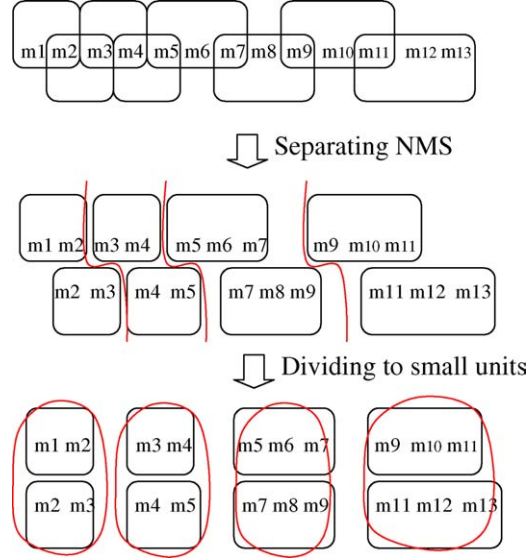 m1 m2 m3 m4 m5 m6 m7 m8 m9 m10 m11 m12 m13
Separating NMS
m1 m2 m3 m4 m5 m6 m7 m9 m10 m11
m2 m3 m4 m5 m7 m8 m9 m11 m12 m13
Dividing to small units
m1 m2 m3 m4 m5 m6 m7 m9 m10 m11
m2 m3 m4 m5 m7 m8 m9 m11 m12 m13